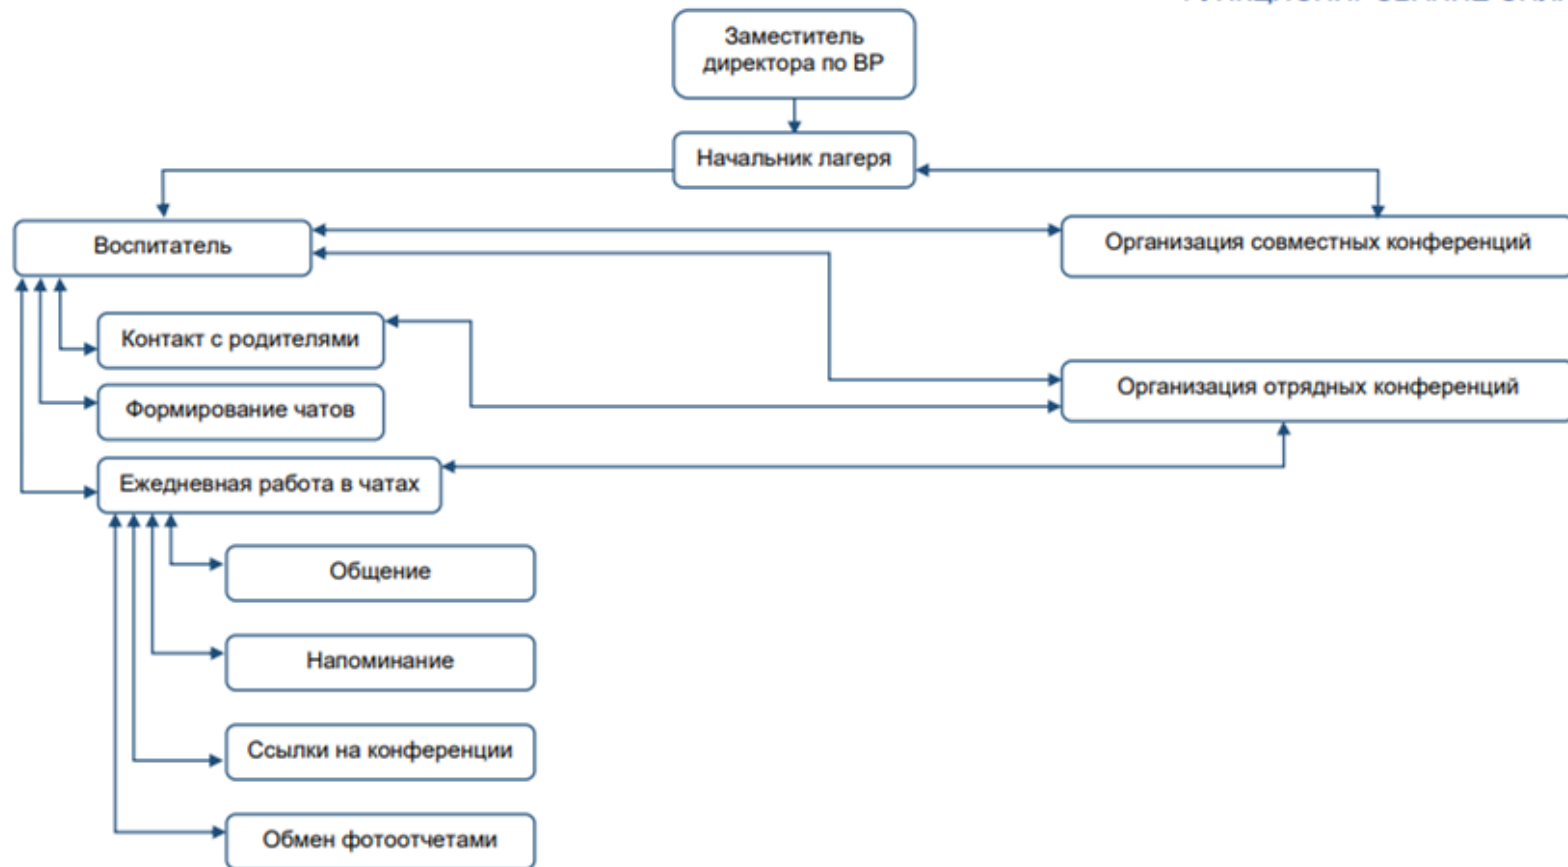 Заместитель
директора по ВР
Начальник лагеря
Воспитатель
Организация совместных конференций
Контакт с родителями
Организация отрядных конференций
Формирование чатов
Ежедневная работа в чатах
Общение
Напоминание
Ссылки на конференции
Обмен фотоотчетами